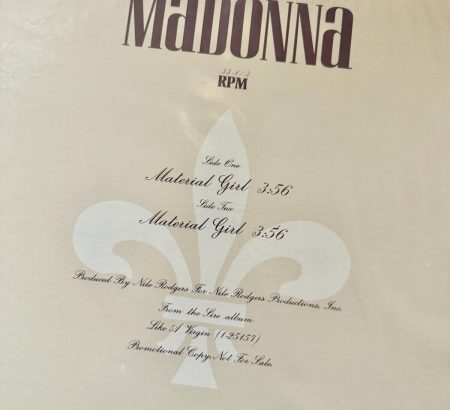 MaDONNa
33-1/3
RPM
Side One
Material Girl 3:56
Side Two
Material Girl 3:56
Produced By Nile Rodgers For Nile Rodgers Productions, Inc.
From the Sire album
Like A Virgin (1-25157)
Promotional Copy Not For Sale.